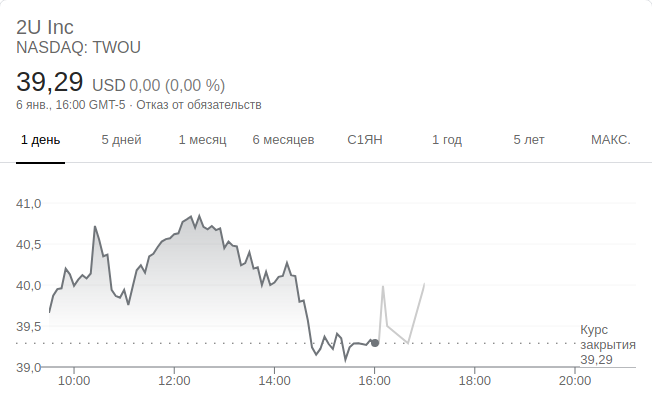 2U Inc
NASDAQ: TWOU
39,29 USD 0,00 (0,00 %)
6 янв., 16:00 GMT-5 · Отказ от обязательств
1 день 5 дней 1 месяц 6 месяцев С1ЯН 1 год 5 лет МАКС.
41,0
40,5
40,0
39,5
39,0
Курс
закрытия
39,29
10:00 12:00 14:00 16:00 18:00 20:00